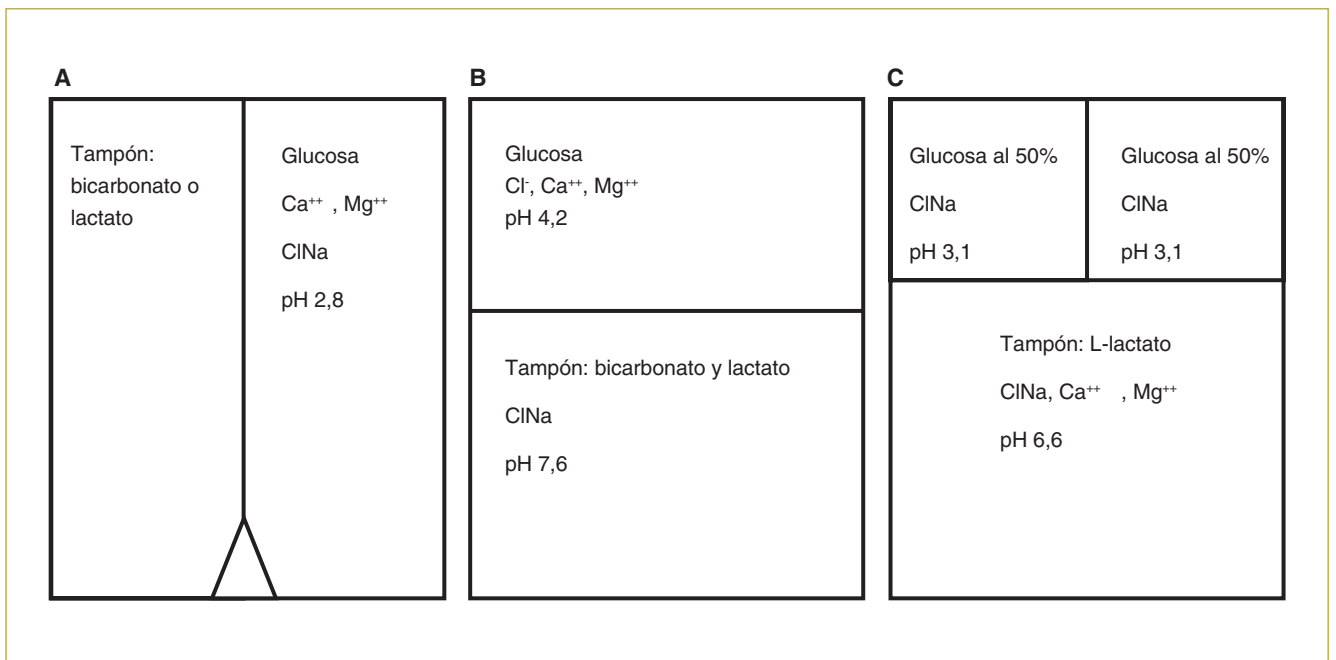 A
Tampón:
bicarbonato o
lactato
Glucosa
Ca⁺⁺ , Mg⁺⁺
ClNa
pH 2,8
B
Glucosa
Cl⁻, Ca⁺⁺, Mg⁺⁺
pH 4,2
Tampón: bicarbonato y lactato
ClNa
pH 7,6
C
Glucosa al 50%
ClNa
pH 3,1
Glucosa al 50%
ClNa
pH 3,1
Tampón: L-lactato
ClNa, Ca⁺⁺ , Mg⁺⁺
pH 6,6